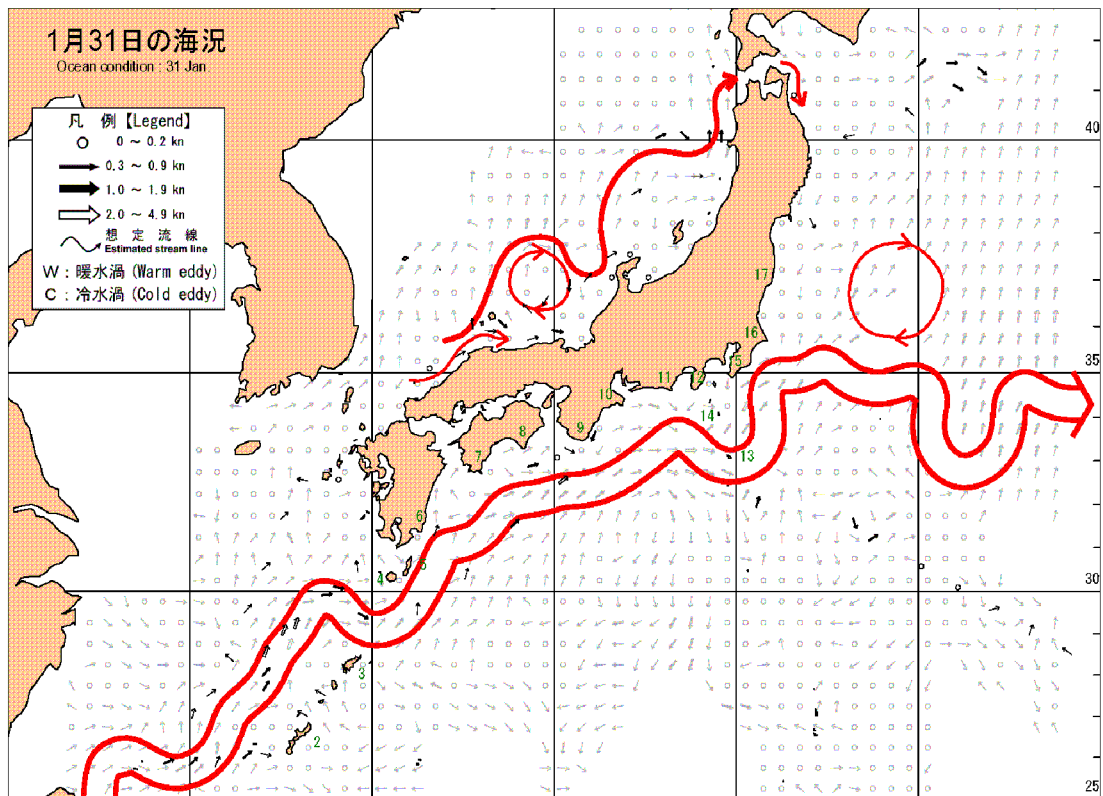 1月31日の海況
Ocean condition : 31 Jan.
凡 例【Legend】
0 ~ 0.2 kn
0.3 ~ 0.9 kn
1.0 ~ 1.9 kn
2.0 ~ 4.9 kn
想 定 流 線
Estimated stream line
W : 暖水渦 (Warm eddy)
C : 冷水渦 (Cold eddy)
40
17
16
35
15
12
11
10
14
9
8
7
13
6
5
4
30
3
2
25